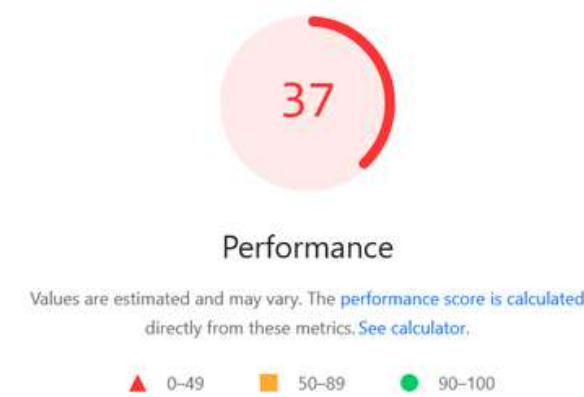 37
Performance
Values are estimated and may vary. The performance score is calculated
directly from these metrics. See calculator.
0–49 50–89 90–100